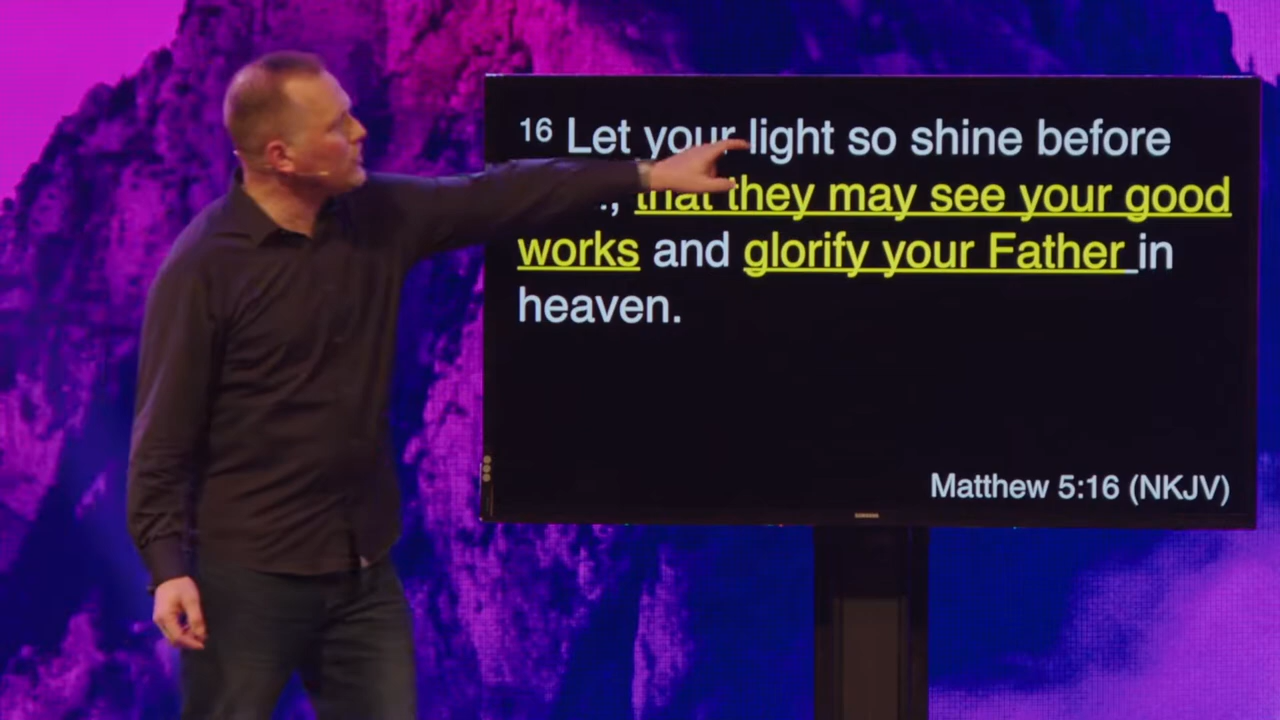 16 Let your light so shine before
that they may see your good
works and glorify your Father in
heaven.
Matthew 5:16 (NKJV)